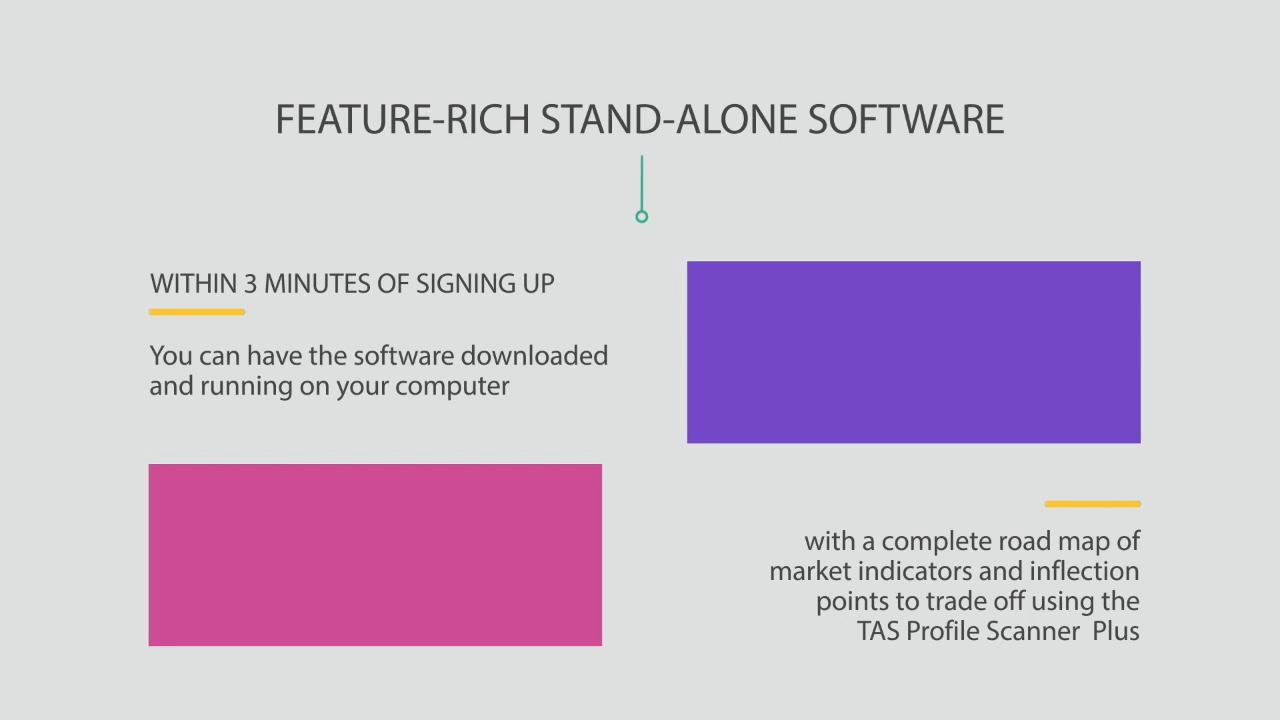 FEATURE-RICH STAND-ALONE SOFTWARE
WITHIN 3 MINUTES OF SIGNING UP
You can have the software downloaded
and running on your computer
with a complete road map of
market indicators and inflection
points to trade off using the
TAS Profile Scanner  Plus